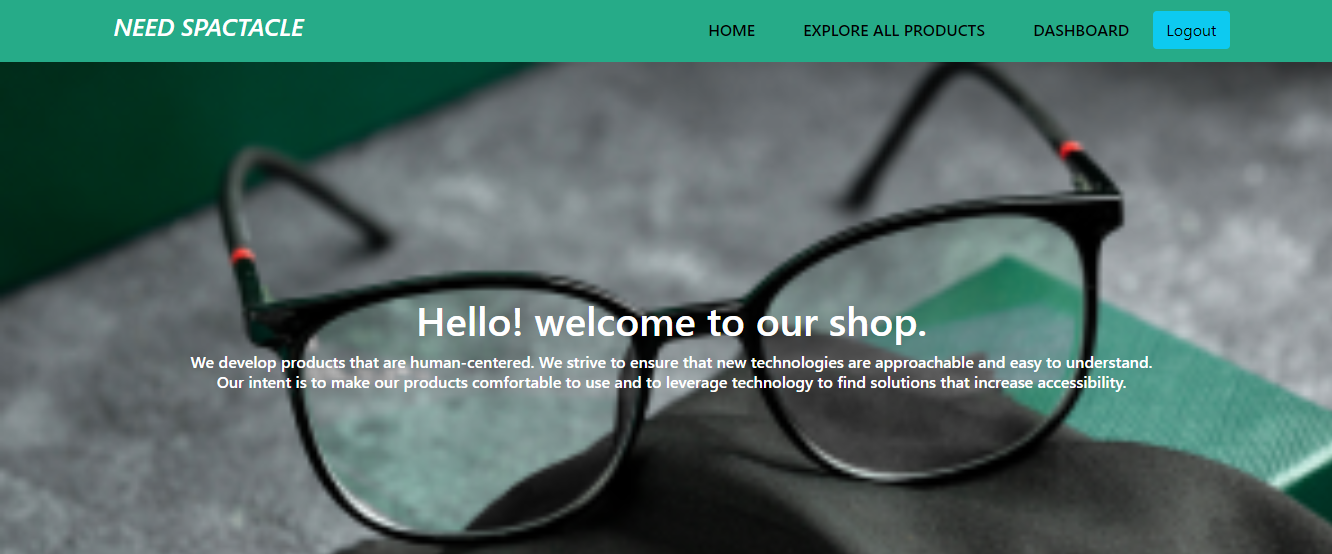 NEED SPACTACLE
HOME EXPLORE ALL PRODUCTS DASHBOARD Logout
Hello! welcome to our shop.
We develop products that are human-centered. We strive to ensure that new technologies are approachable and easy to understand.
Our intent is to make our products comfortable to use and to leverage technology to find solutions that increase accessibility.